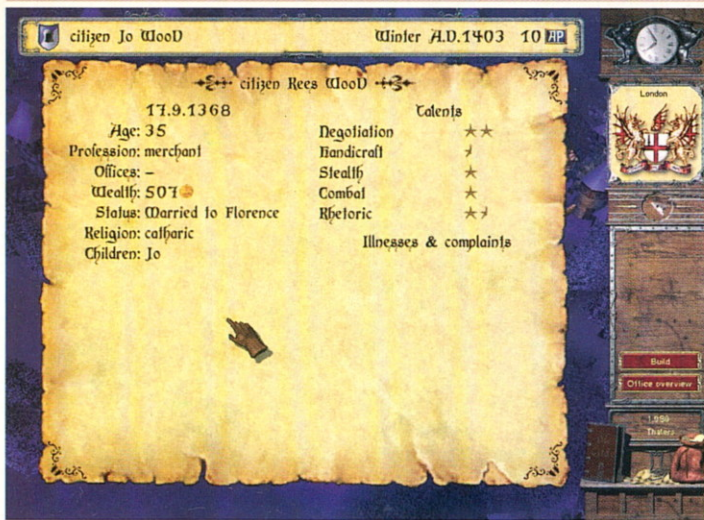 citizen Jo WooD
Winter A.D.1403 10 AP
citizen Kees WooD
17.9.1368
Age: 35
Profession: merchant
Offices: –
Wealth: 507
Status: Married to Florence
Religion: catharic
Children: Jo
Talents
Negotiation
Handicraft
Stealth
Combat
Rhetoric
Illnesses & complaints
London
Build
Office overview
Thalers